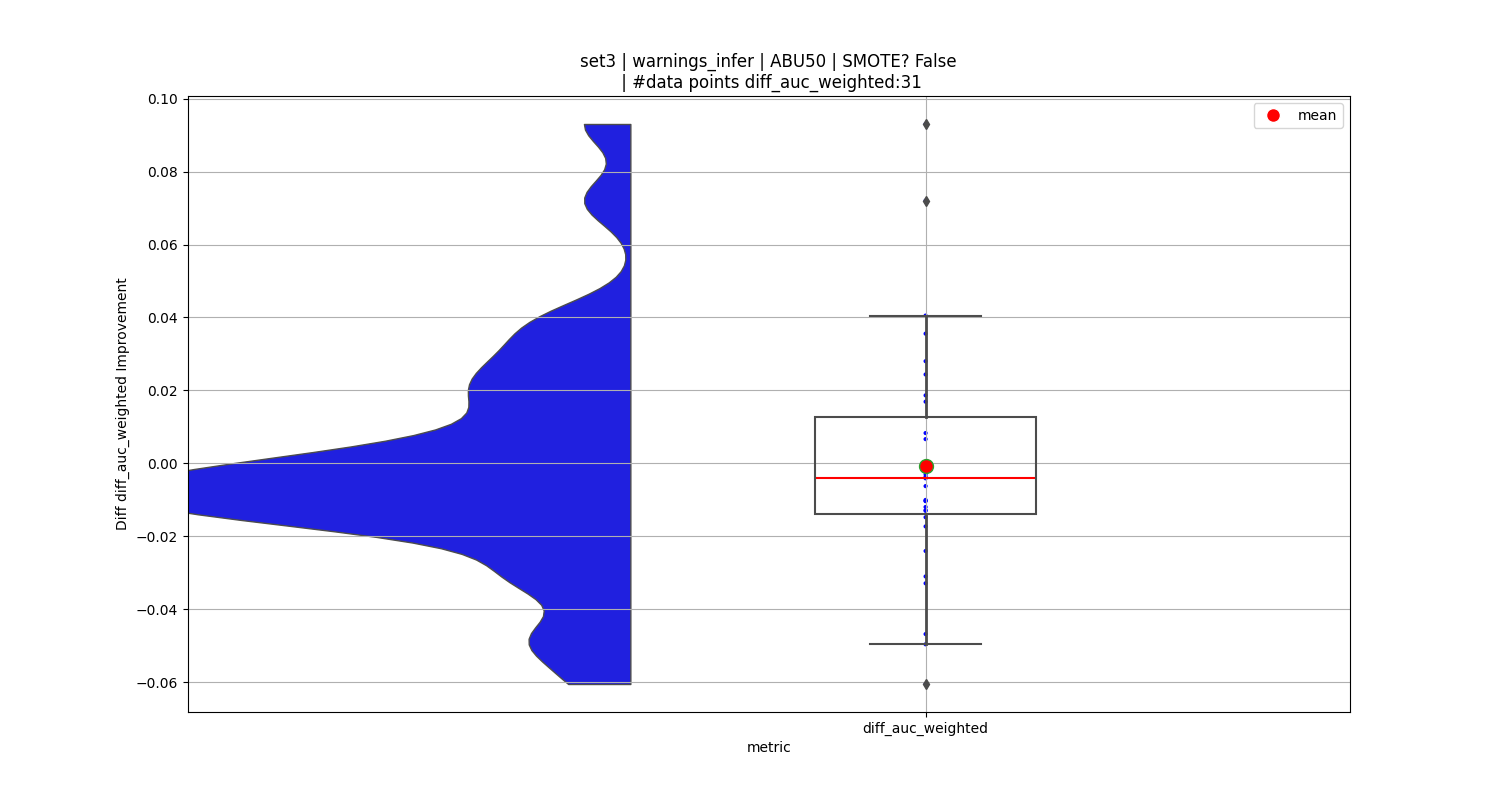 set3 | warnings_infer | ABU50 | SMOTE? False
| #data points diff_auc_weighted:31
mean
0.10
0.08
0.06
0.04
0.02
0.00
−0.02
−0.04
−0.06
Diff diff_auc_weighted Improvement
diff_auc_weighted
metric